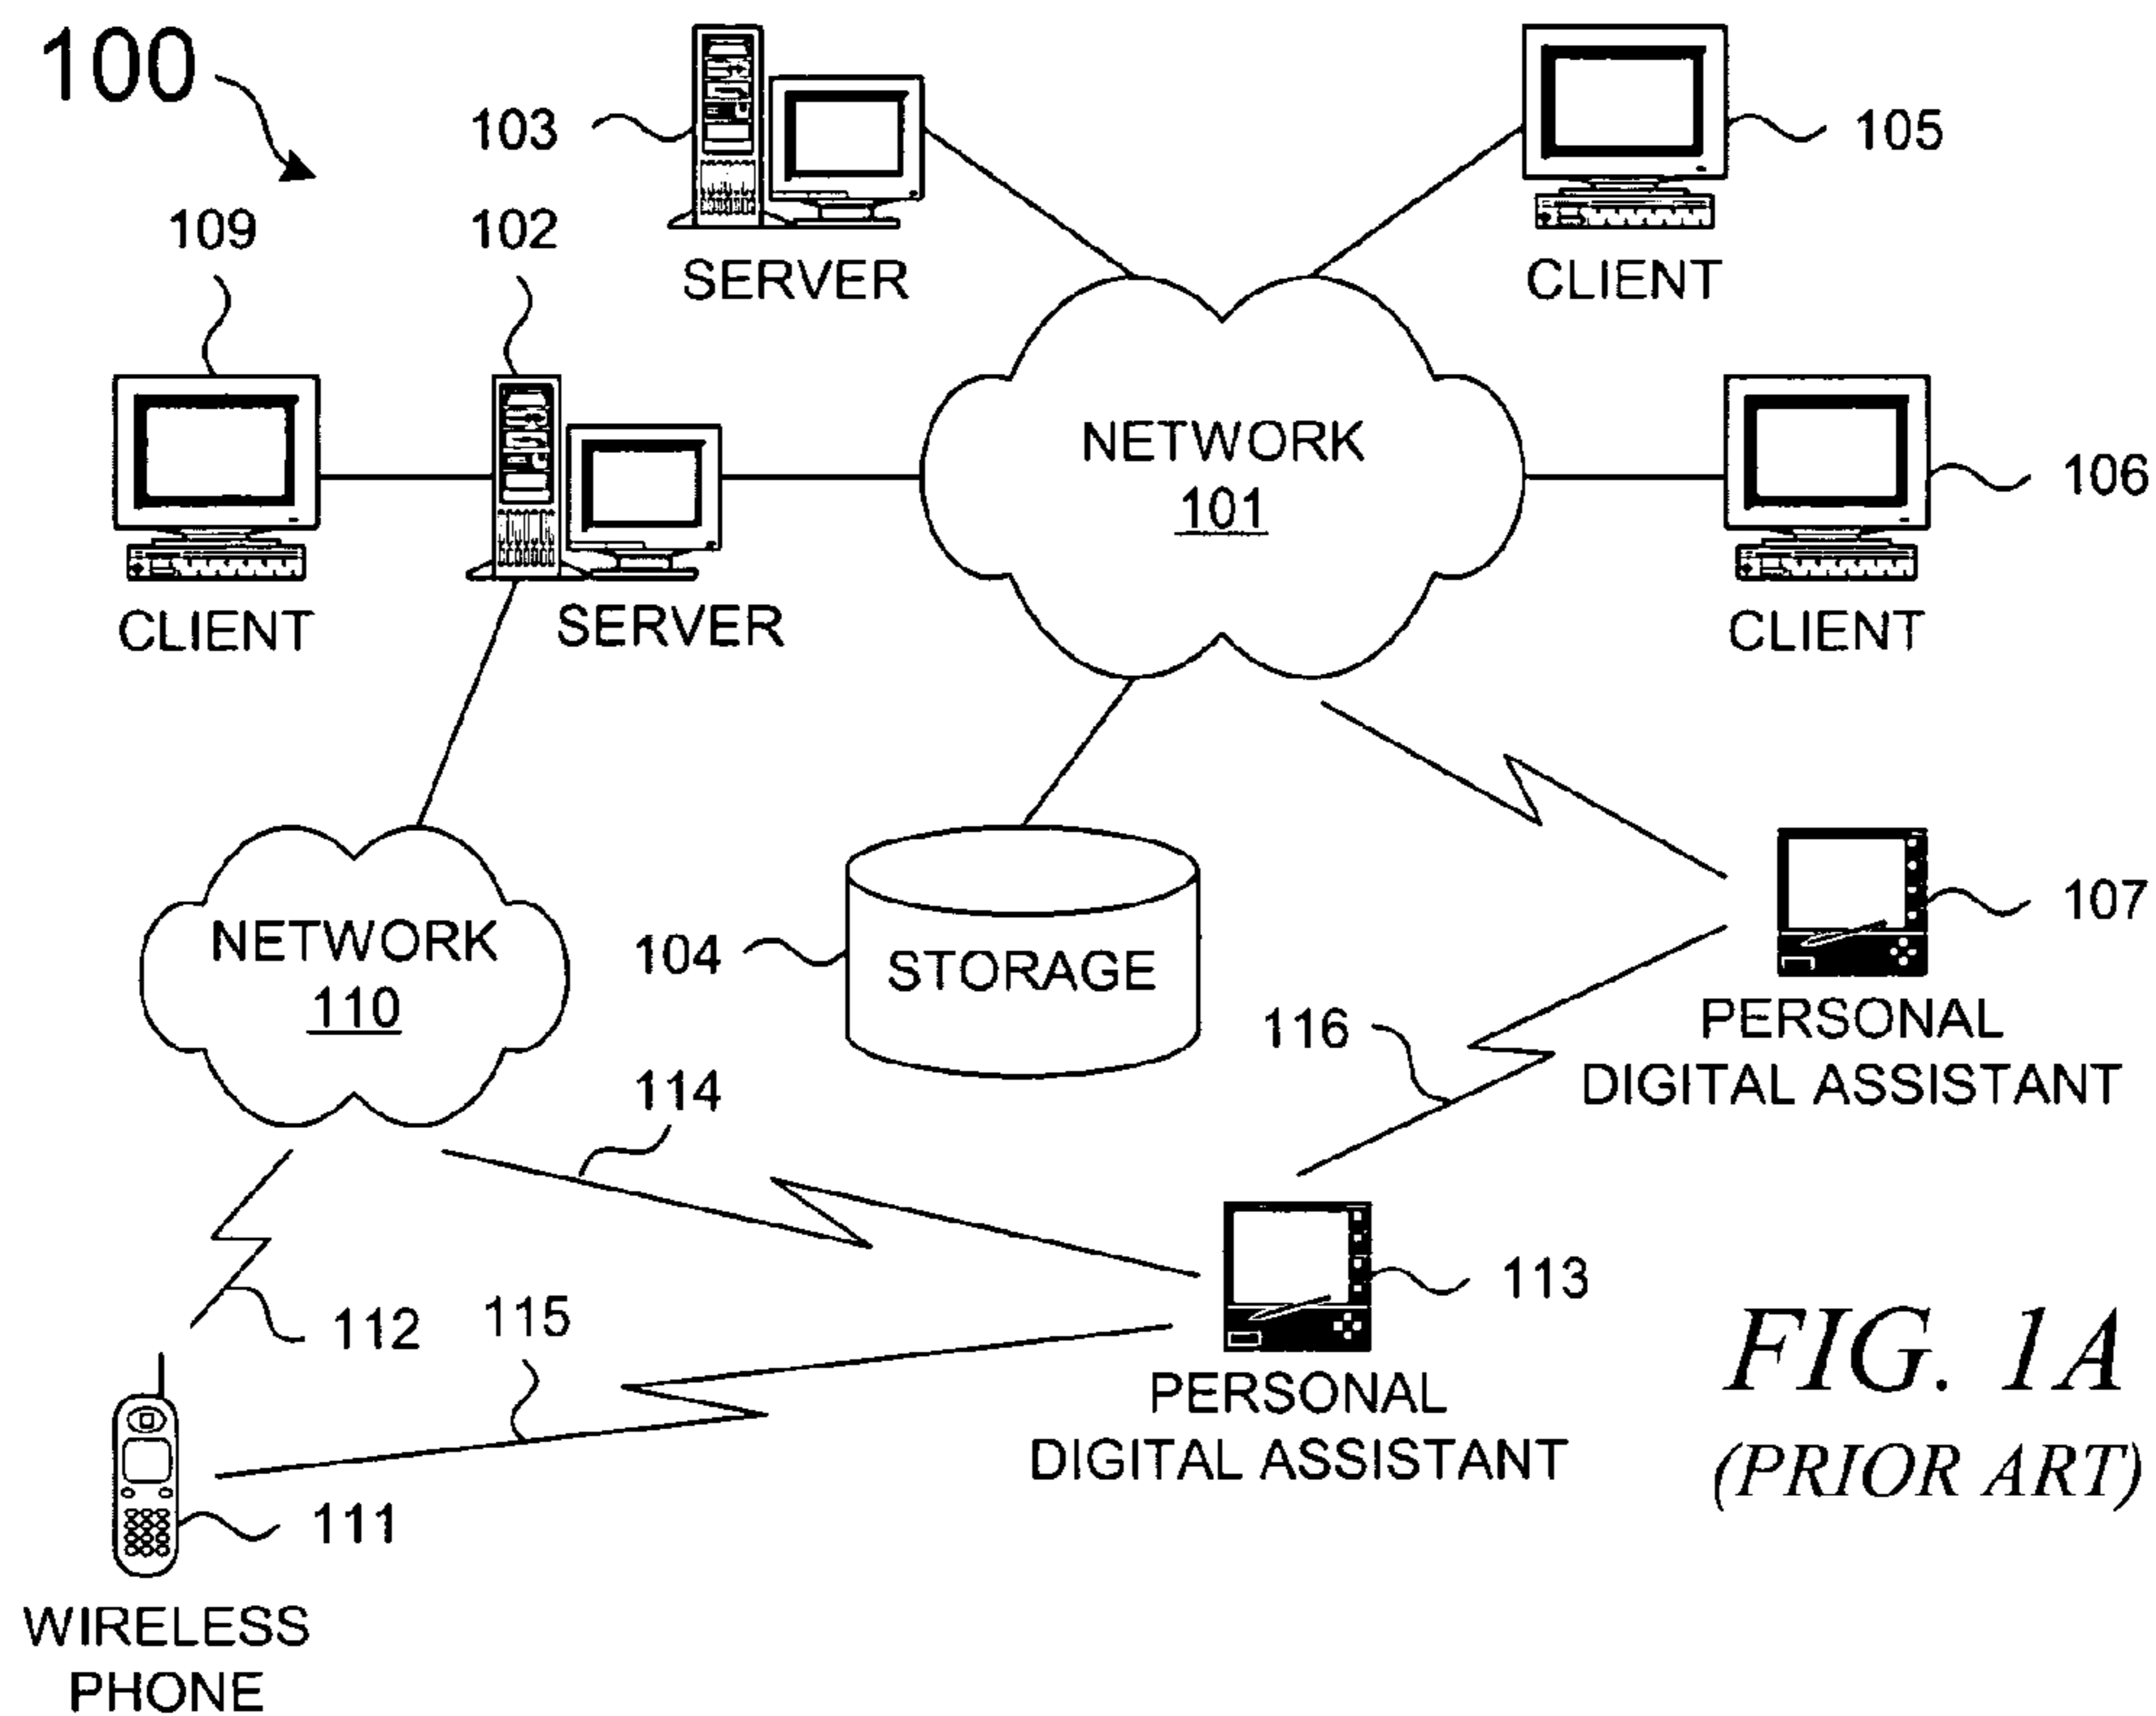 100
103
105
109
102
SERVER
CLIENT
NETWORK
101
106
CLIENT
SERVER
CLIENT
NETWORK
110
104
STORAGE
107
116
PERSONAL
DIGITAL ASSISTANT
114
113
112
115
PERSONAL
DIGITAL ASSISTANT
FIG. 1A
(PRIOR ART)
111
WIRELESS
PHONE